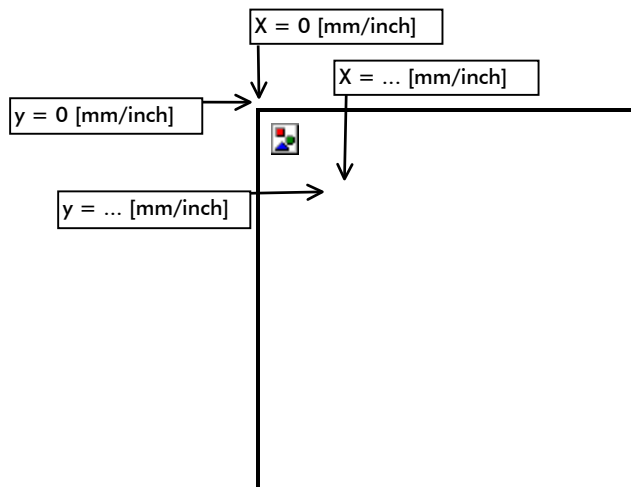 X = 0 [mm/inch]
X = ... [mm/inch]
y = 0 [mm/inch]
y = ... [mm/inch]